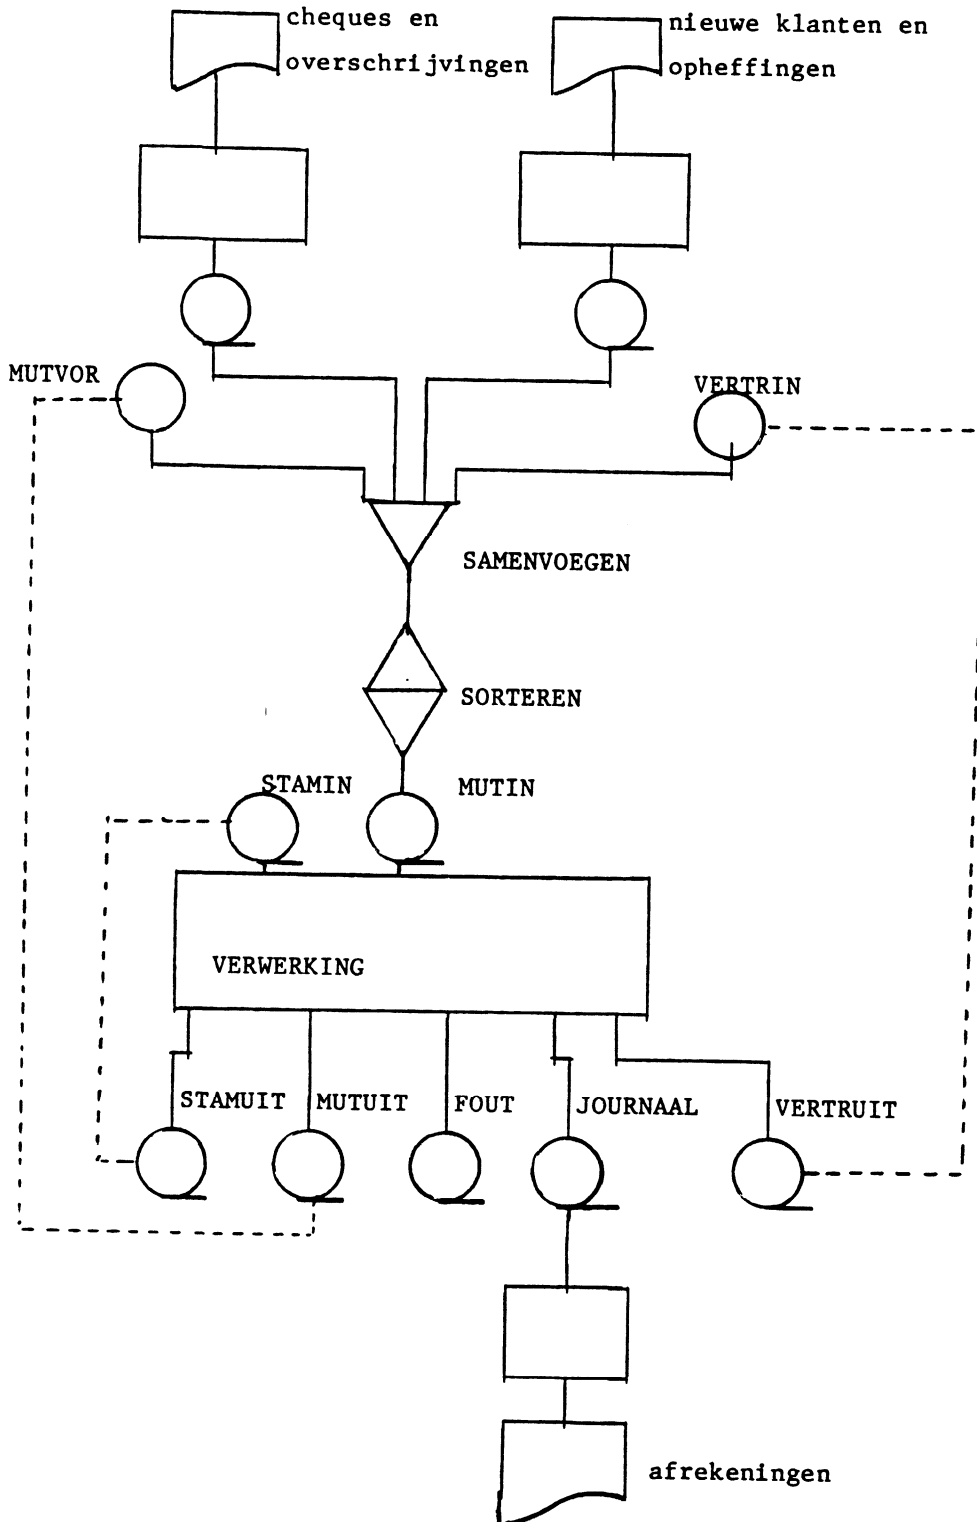 cheques en
overschrijvingen
nieuwe klanten en
opheffingen
MUTVOR
VERTRIN
SAMENVOEGEN
SORTEREN
STAMIN
MUTIN
VERWERKING
STAMUIT
MUTUIT
FOUT
JOURNAAL
VERTRUIT
afrekeningen